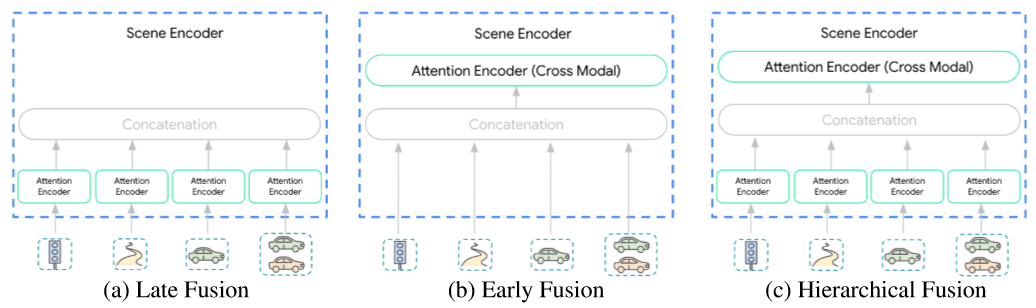 Scene Encoder
Concatenation
Attention Encoder
Attention Encoder
Attention Encoder
Attention Encoder
(a) Late Fusion
Scene Encoder
Attention Encoder (Cross Modal)
Concatenation
(b) Early Fusion
Scene Encoder
Attention Encoder (Cross Modal)
Concatenation
Attention
Encoder
Attention
Encoder
Attention
Encoder
Attention
Encoder
(c) Hierarchical Fusion